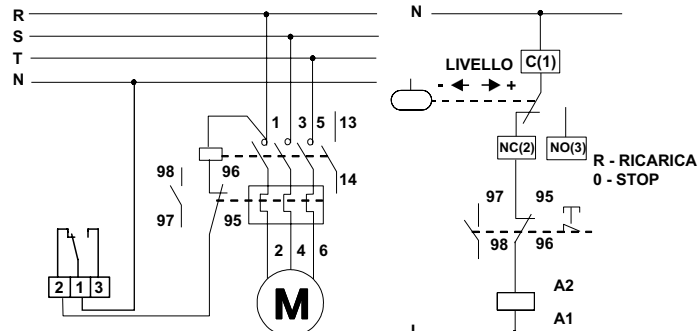 R
S
T
N
1 3 5 13
98 96 14
97 95
2 4 6
2 1 3
M
N
C(1)
LIVELLO
- +
NC(2) NO(3)
R - RICARICA
0 - STOP
97 95
98 96
A2
A1